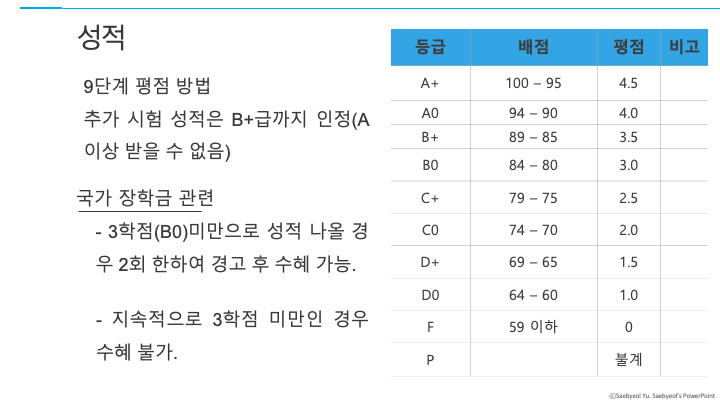 성적
9단계 평점 방법
추가 시험 성적은 B+급까지 인정(A
이상 받을 수 없음)
국가 장학금 관련
- 3학점(B0)미만으로 성적 나올 경
우 2회 한하여 경고 후 수혜 가능.
- 지속적으로 3학점 미만인 경우
수혜 불가.
등급 배점 평점 비고
A+ 100 – 95 4.5
A0 94 – 90 4.0
B+ 89 – 85 3.5
B0 84 – 80 3.0
C+ 79 – 75 2.5
C0 74 – 70 2.0
D+ 69 – 65 1.5
D0 64 – 60 1.0
F 59 이하 0
P 불계
ⓒSaebyeol Yu. Saebyeol's PowerPoint